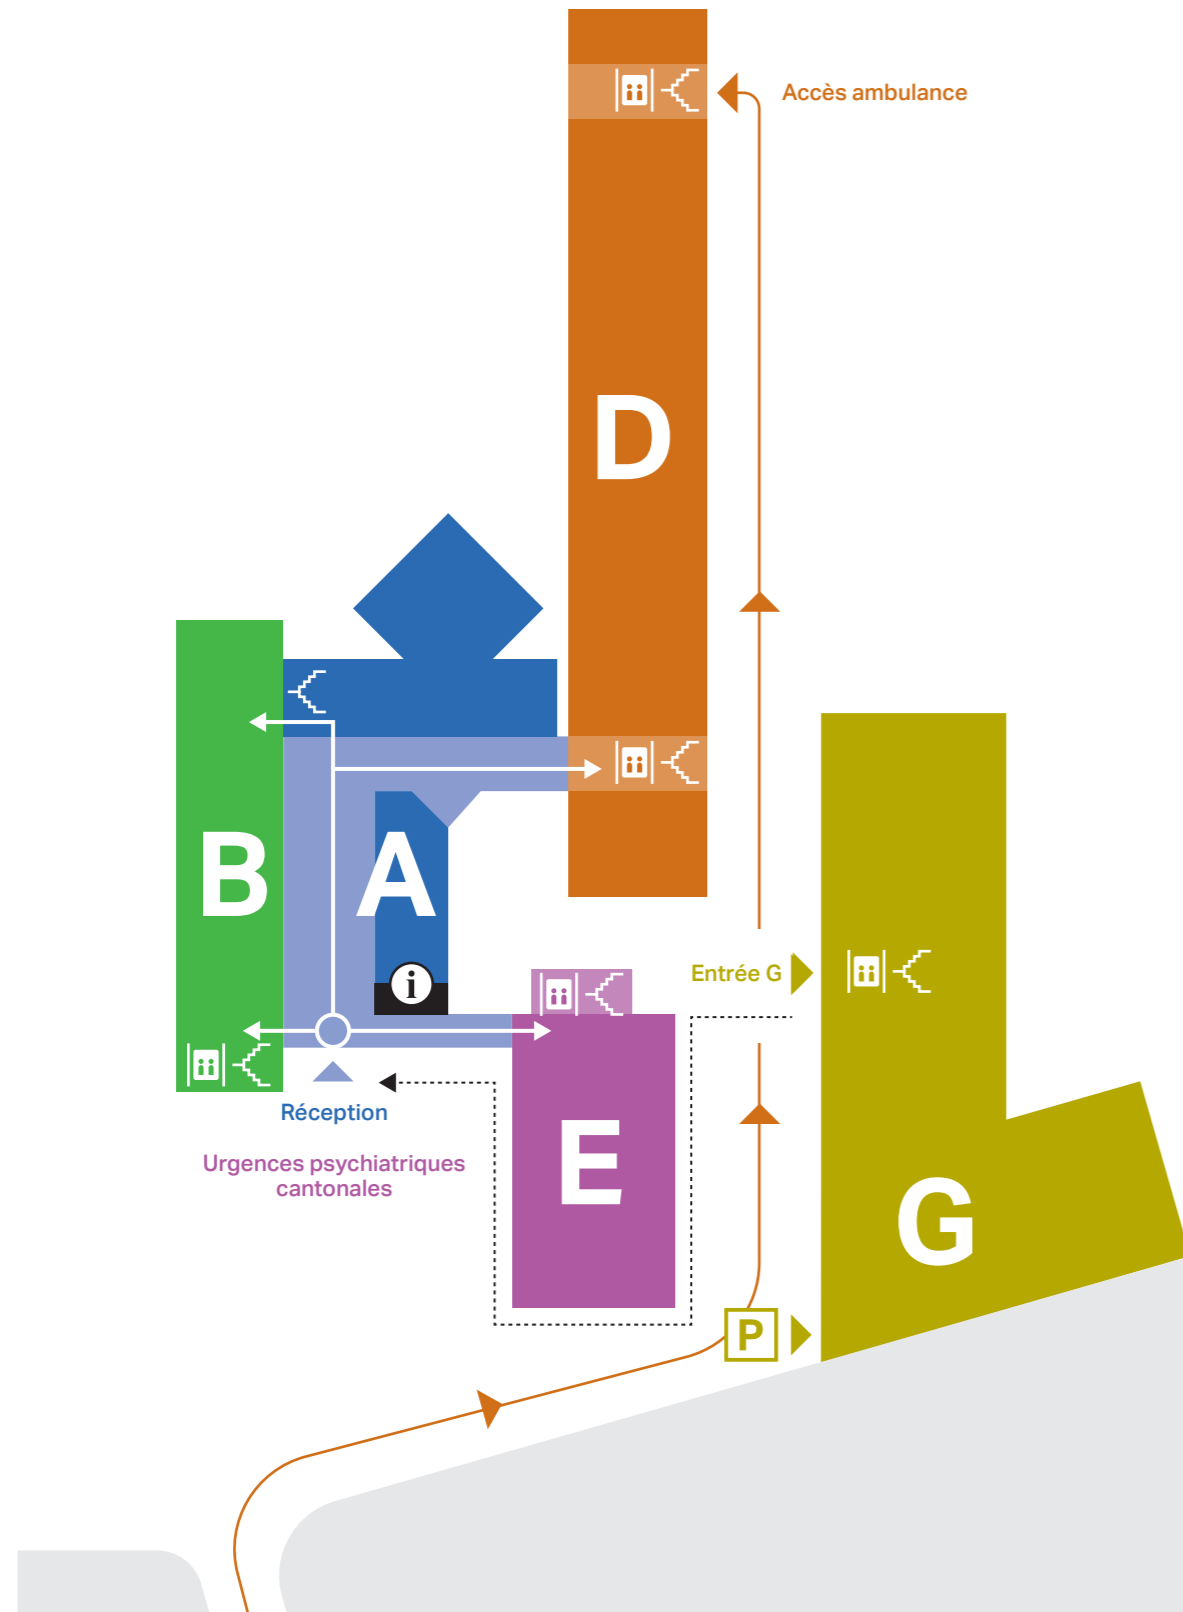 Accès ambulance
D
B
A
i
Entrée G
Réception
Urgences psychiatriques
cantonales
E
G
P